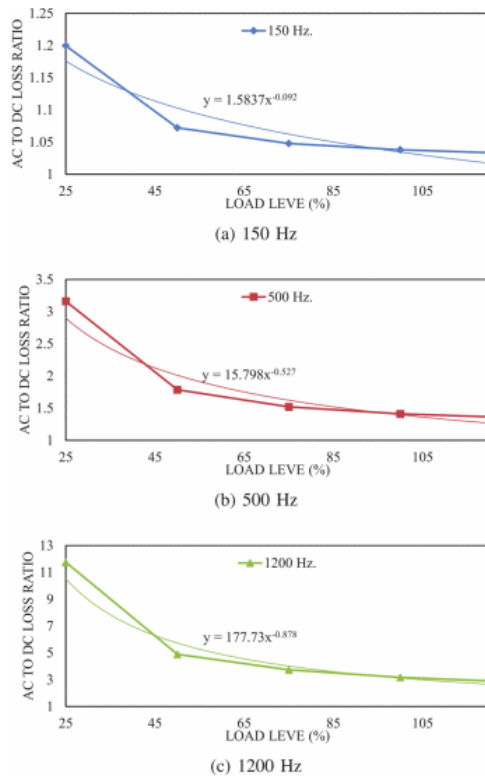 1.25
1.2
1.15
1.1
1.05
1
AC TO DC LOSS RATIO
150 Hz.
y = 1.5837x-0.092
25 45 65 85 105
LOAD LEVE (%)
(a) 150 Hz
3.5
3
2.5
2
1.5
1
AC TO DC LOSS RATIO
500 Hz.
y = 15.798x-0.527
25 45 65 85 105
LOAD LEVE (%)
(b) 500 Hz
13
11
9
7
5
3
1
AC TO DC LOSS RATIO
1200 Hz.
y = 177.73x-0.878
25 45 65 85 105
LOAD LEVE (%)
(c) 1200 Hz